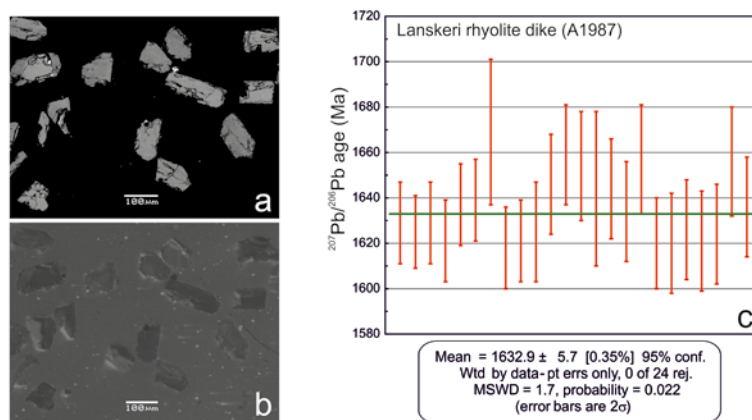 100µm
a
100µm
b
Lanskeri rhyolite dike (A1987)
²⁰⁷Pb/²⁰⁶Pb age (Ma)
1720
1700
1680
1660
1640
1620
1600
1580
c
Mean = 1632.9 ± 5.7 [0.35%] 95% conf.
Wtd by data-pt errs only, 0 of 24 rej.
MSWD = 1.7, probability = 0.022
(error bars are 2σ)